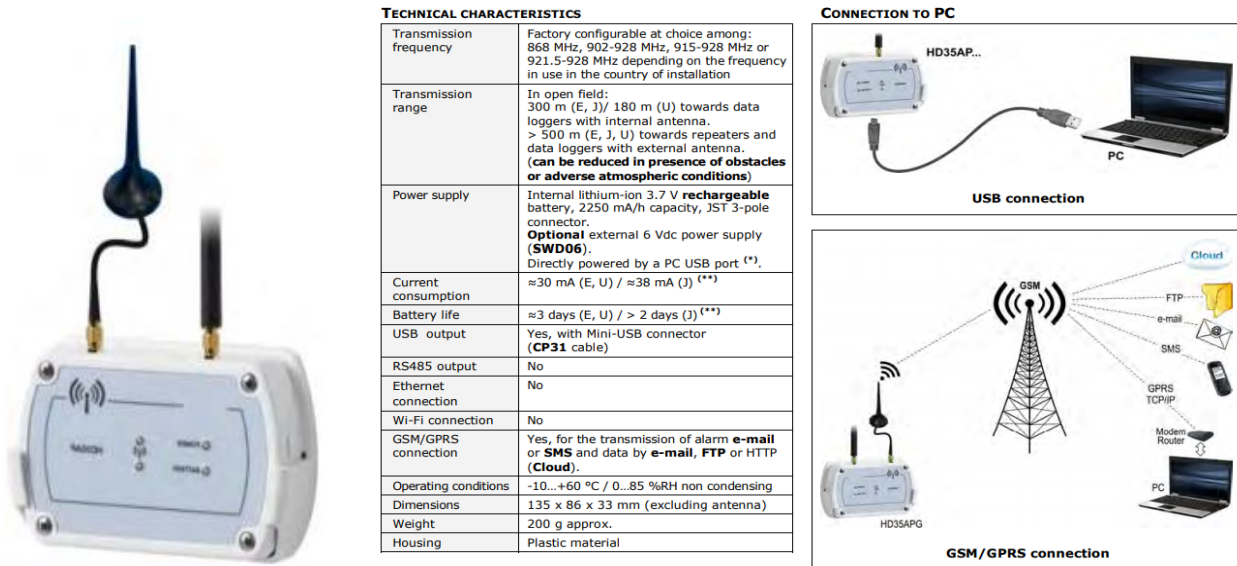 TECHNICAL CHARACTERISTICS
Transmission
frequency
Factory configurable at choice among:
868 MHz, 902-928 MHz, 915-928 MHz or
921.5-928 MHz depending on the frequency
in use in the country of installation
Transmission
range
In open field:
300 m (E, J)/ 180 m (U) towards data
loggers with internal antenna.
> 500 m (E, J, U) towards repeaters and
data loggers with external antenna.
(can be reduced in presence of obstacles
or adverse atmospheric conditions)
Power supply
Internal lithium-ion 3.7 V rechargeable
battery, 2250 mA/h capacity, JST 3-pole
connector.
Optional external 6 Vdc power supply
(SWD06).
Directly powered by a PC USB port (*).
Current
consumption
≈30 mA (E, U) / ≈38 mA (J) (**)
Battery life
≈3 days (E, U) / > 2 days (J) (**)
USB output
Yes, with Mini-USB connector
(CP31 cable)
RS485 output
No
Ethernet
connection
No
Wi-Fi connection
No
GSM/GPRS
connection
Yes, for the transmission of alarm e-mail
or SMS and data by e-mail, FTP or HTTP
(Cloud).
Operating conditions
-10...+60 ºC / 0...85 %RH non condensing
Dimensions
135 x 86 x 33 mm (excluding antenna)
Weight
200 g approx.
Housing
Plastic material
CONNECTION TO PC
HD35AP...
PC
USB connection
Cloud
GSM
FTP
e-mail
@
SMS
GPRS
TCP/IP
Modem
Router
PC
HD35APG
GSM/GPRS connection